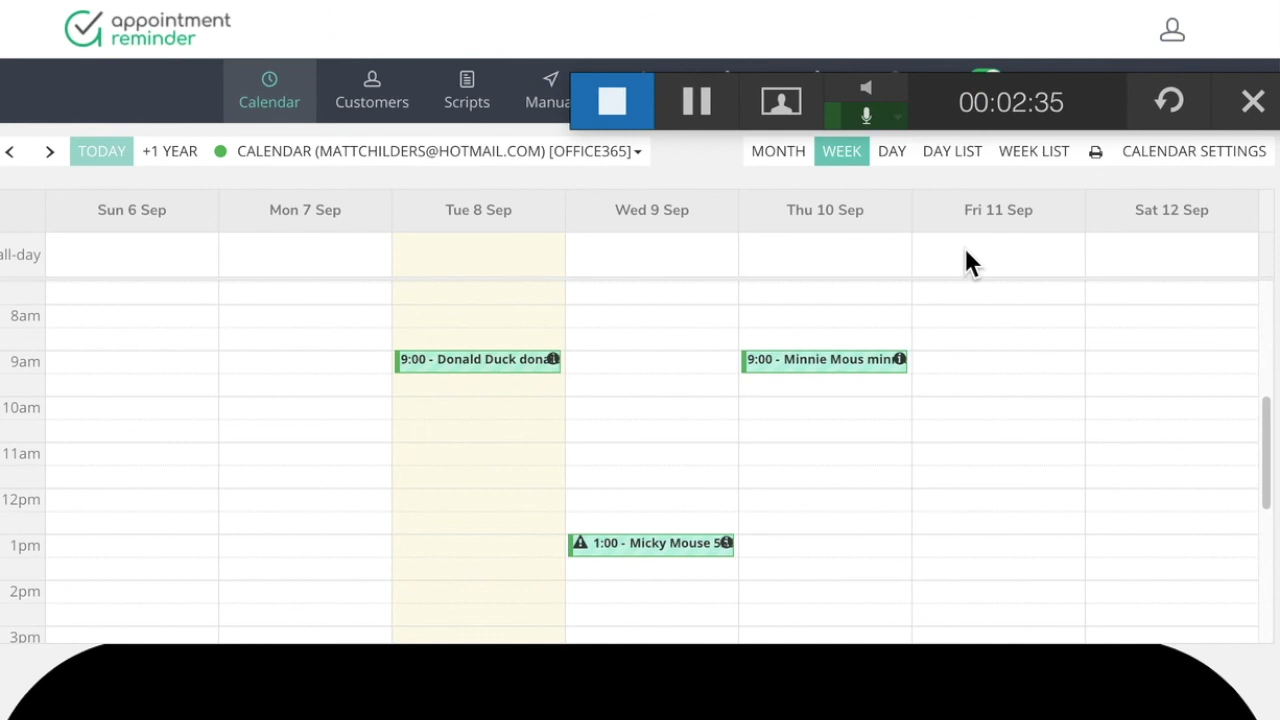 appointment
reminder
Calendar
Customers
Scripts
Manua
00:02:35
TODAY
+1 YEAR
CALENDAR (MATTCHILDERS@HOTMAIL.COM) [OFFICE365]
MONTH
WEEK
DAY
DAY LIST
WEEK LIST
CALENDAR SETTINGS
Sun 6 Sep
Mon 7 Sep
Tue 8 Sep
Wed 9 Sep
Thu 10 Sep
Fri 11 Sep
Sat 12 Sep
all-day
8am
9am
9:00 - Donald Duck dona
9:00 - Minnie Mous minn
10am
11am
12pm
1pm
1:00 - Micky Mouse 5
2pm
3pm